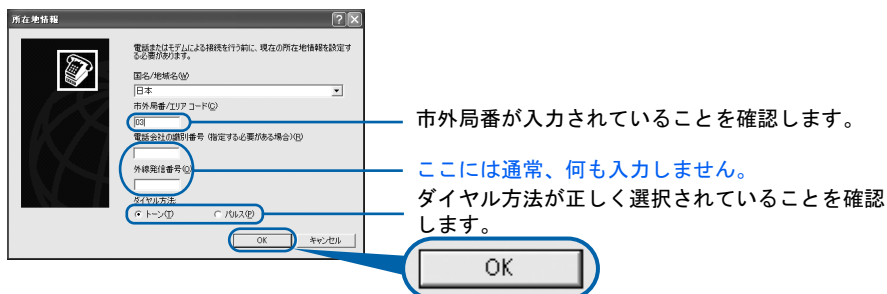 所在地情報
電話またはモデムによる接続を行う前に、現在の所在地情報を設定す
る必要があります。
国名/地域名(W)
日本
市外局番/エリア コード(C)
03
電話会社の識別番号 (指定する必要がある場合)(R)
外線発信番号(O)
ダイヤル方法:
トーン(T)
パルス(P)
OK
キャンセル
市外局番が入力されていることを確認します。
ここには通常、何も入力しません。
ダイヤル方法が正しく選択されていることを確認
します。
OK